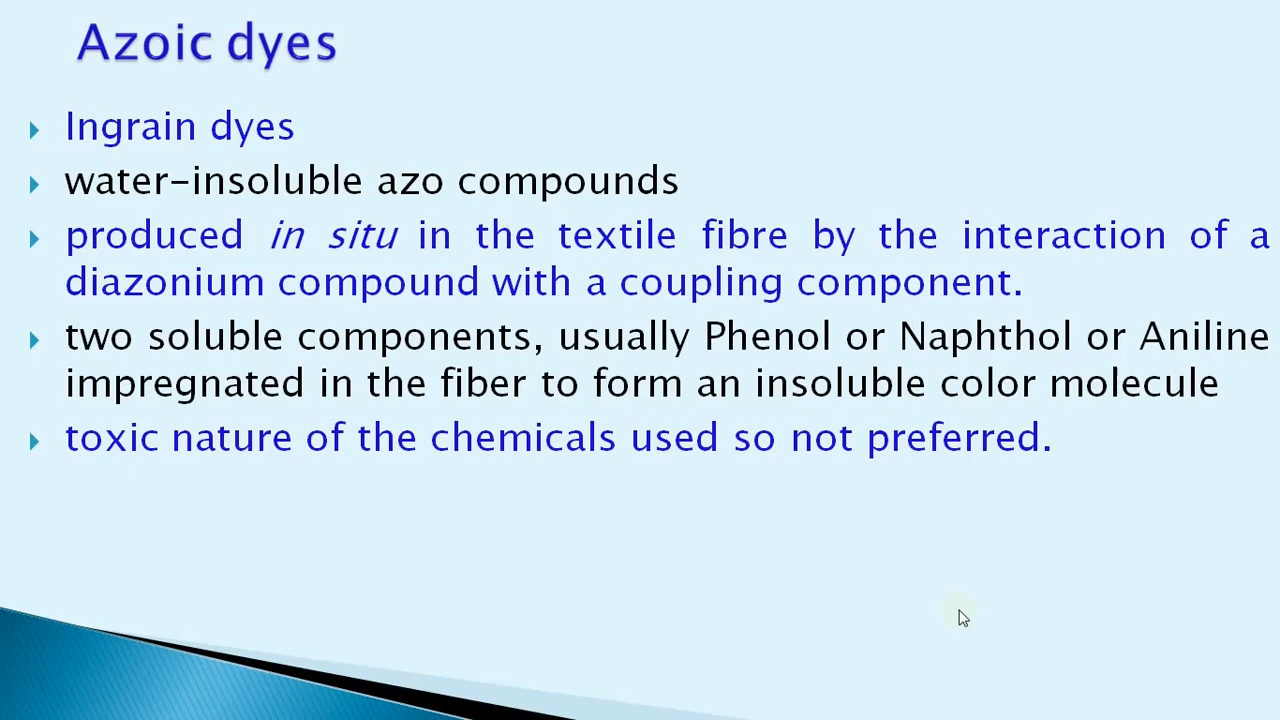 Azoic dyes
Ingrain dyes
water-insoluble azo compounds
produced in situ in the textile fibre by the interaction of a
diazonium compound with a coupling component.
two soluble components, usually Phenol or Naphthol or Aniline
impregnated in the fiber to form an insoluble color molecule
toxic nature of the chemicals used so not preferred.